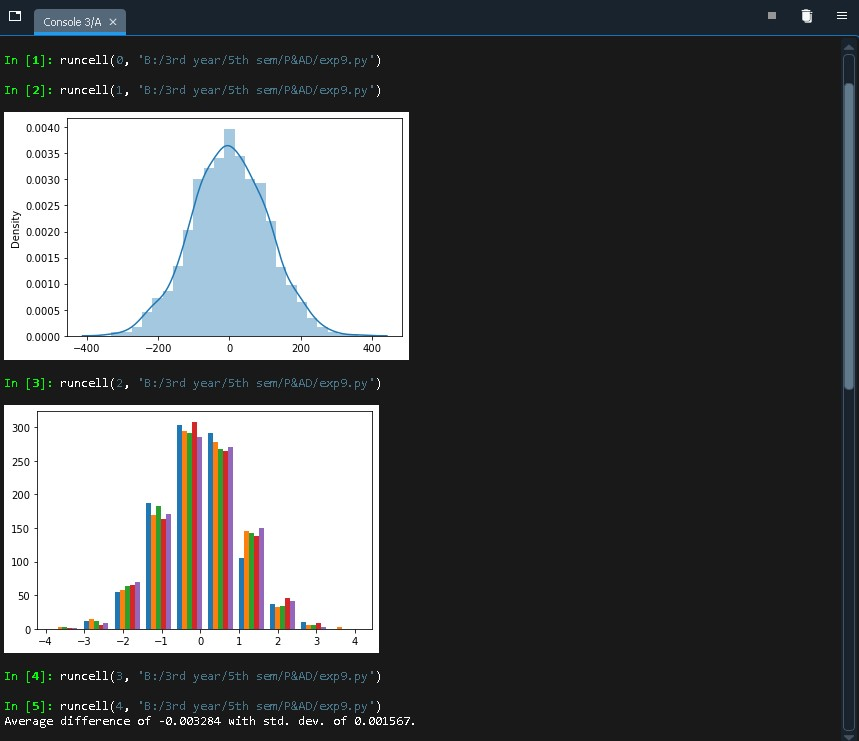 Console 3/A ×
In [1]: runcell(0, 'B:/3rd year/5th sem/P&AD/exp9.py')
In [2]: runcell(1, 'B:/3rd year/5th sem/P&AD/exp9.py')
0.0040
0.0035
0.0030
0.0025
0.0020
0.0015
0.0010
0.0005
0.0000
Density
−400 −200 0 200 400
In [3]: runcell(2, 'B:/3rd year/5th sem/P&AD/exp9.py')
300
250
200
150
100
50
0
−4 −3 −2 −1 0 1 2 3 4
In [4]: runcell(3, 'B:/3rd year/5th sem/P&AD/exp9.py')
In [5]: runcell(4, 'B:/3rd year/5th sem/P&AD/exp9.py')
Average difference of -0.003284 with std. dev. of 0.001567.